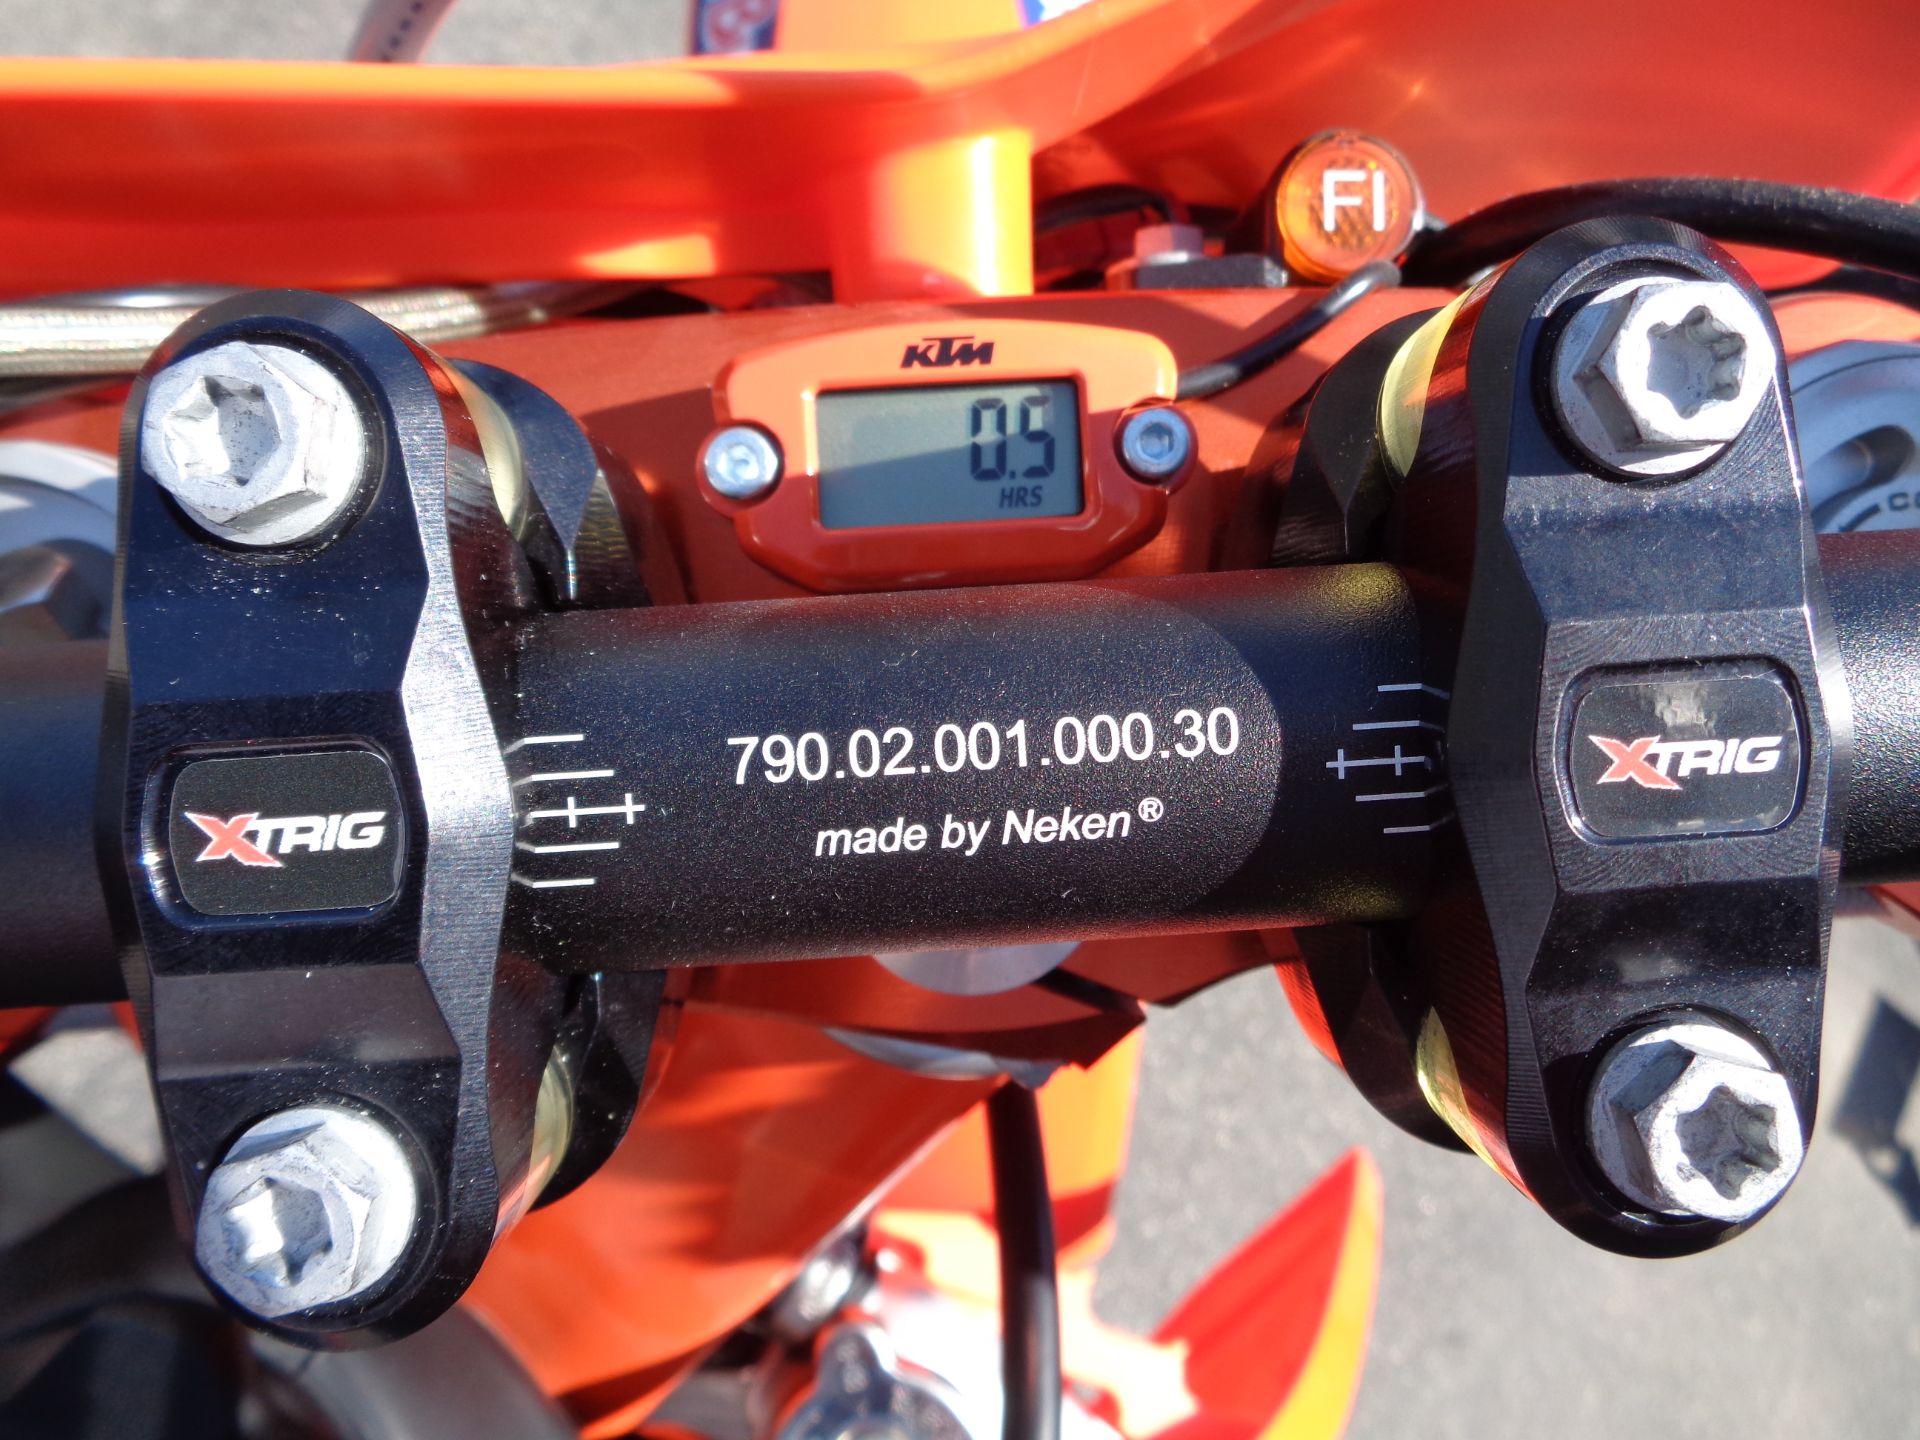 FI
KTM
0.5
HRS
790.02.001.000.30
made by Neken®
XTRIG
XTRIG